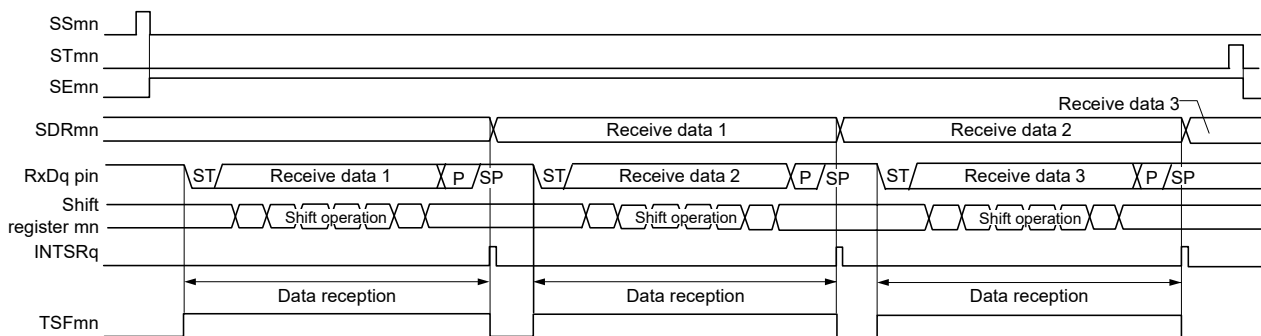 SSmn
STmn
SEmn
Receive data 3
SDRmn
Receive data 1
Receive data 2
RxDq pin
ST
Receive data 1
P
SP
ST
Receive data 2
P
SP
ST
Receive data 3
P
SP
Shift
register mn
Shift operation
Shift operation
Shift operation
INTSRq
Data reception
Data reception
Data reception
TSFmn